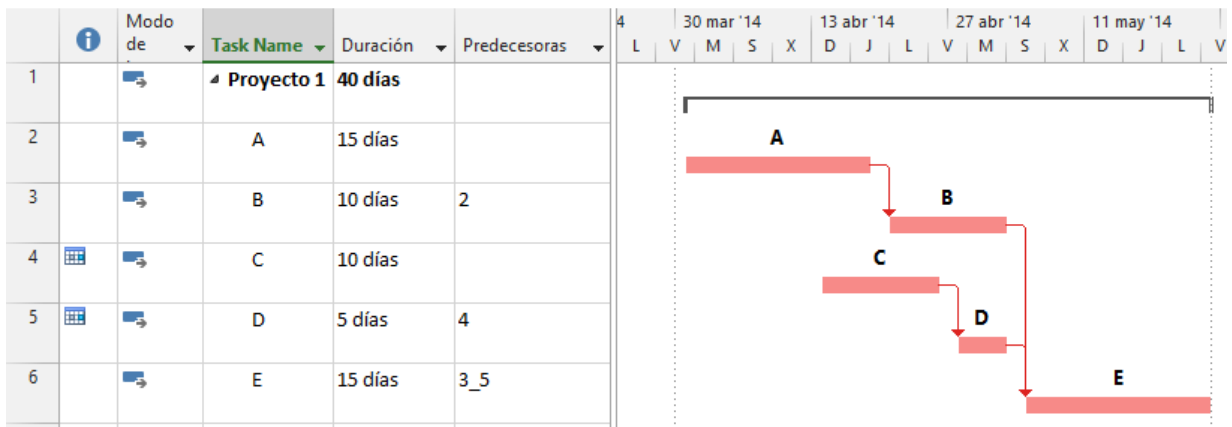 Modo de
Task Name
Duración
Predecesoras
4 30 mar '14 13 abr '14 27 abr '14 11 may '14
L V M S X D J L V M S X D J L V
1 Proyecto 1 40 días
2 A 15 días
3 B 10 días 2
4 C 10 días
5 D 5 días 4
6 E 15 días 3_5
A
B
C
D
E